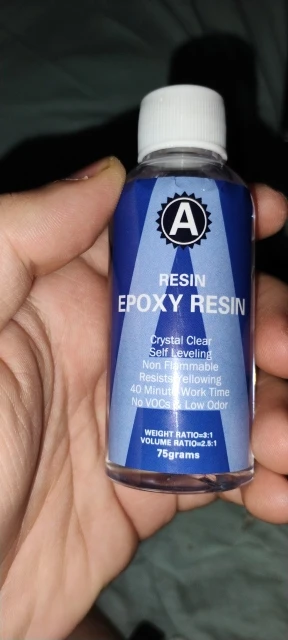 A
RESIN
EPOXY RESIN
Crystal Clear
Self Leveling
Non Flammable
Resists Yellowing
40 Minute Work Time
No VOCs & Low Odor
WEIGHT RATIO=3:1
VOLUME RATIO=2.5:1
75grams